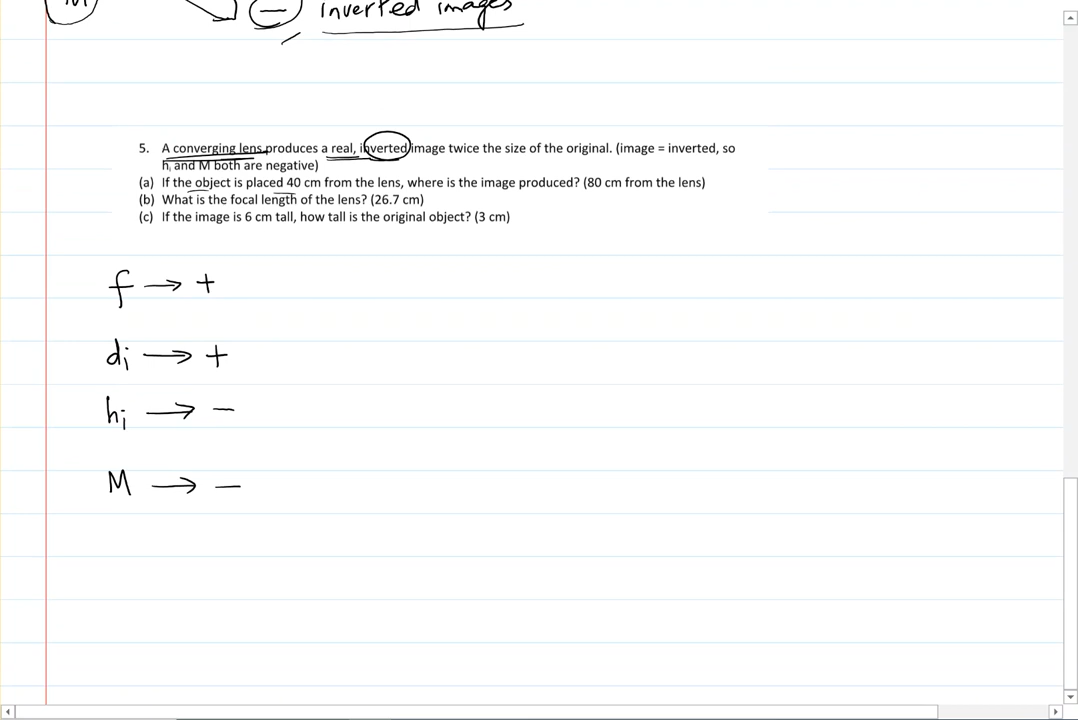 M
− inverted images
5. A converging lens produces a real, inverted image twice the size of the original. (image = inverted, so
hᵢ and M both are negative)
(a) If the object is placed 40 cm from the lens, where is the image produced? (80 cm from the lens)
(b) What is the focal length of the lens? (26.7 cm)
(c) If the image is 6 cm tall, how tall is the original object? (3 cm)
f → +
dᵢ → +
hᵢ → −
M → −